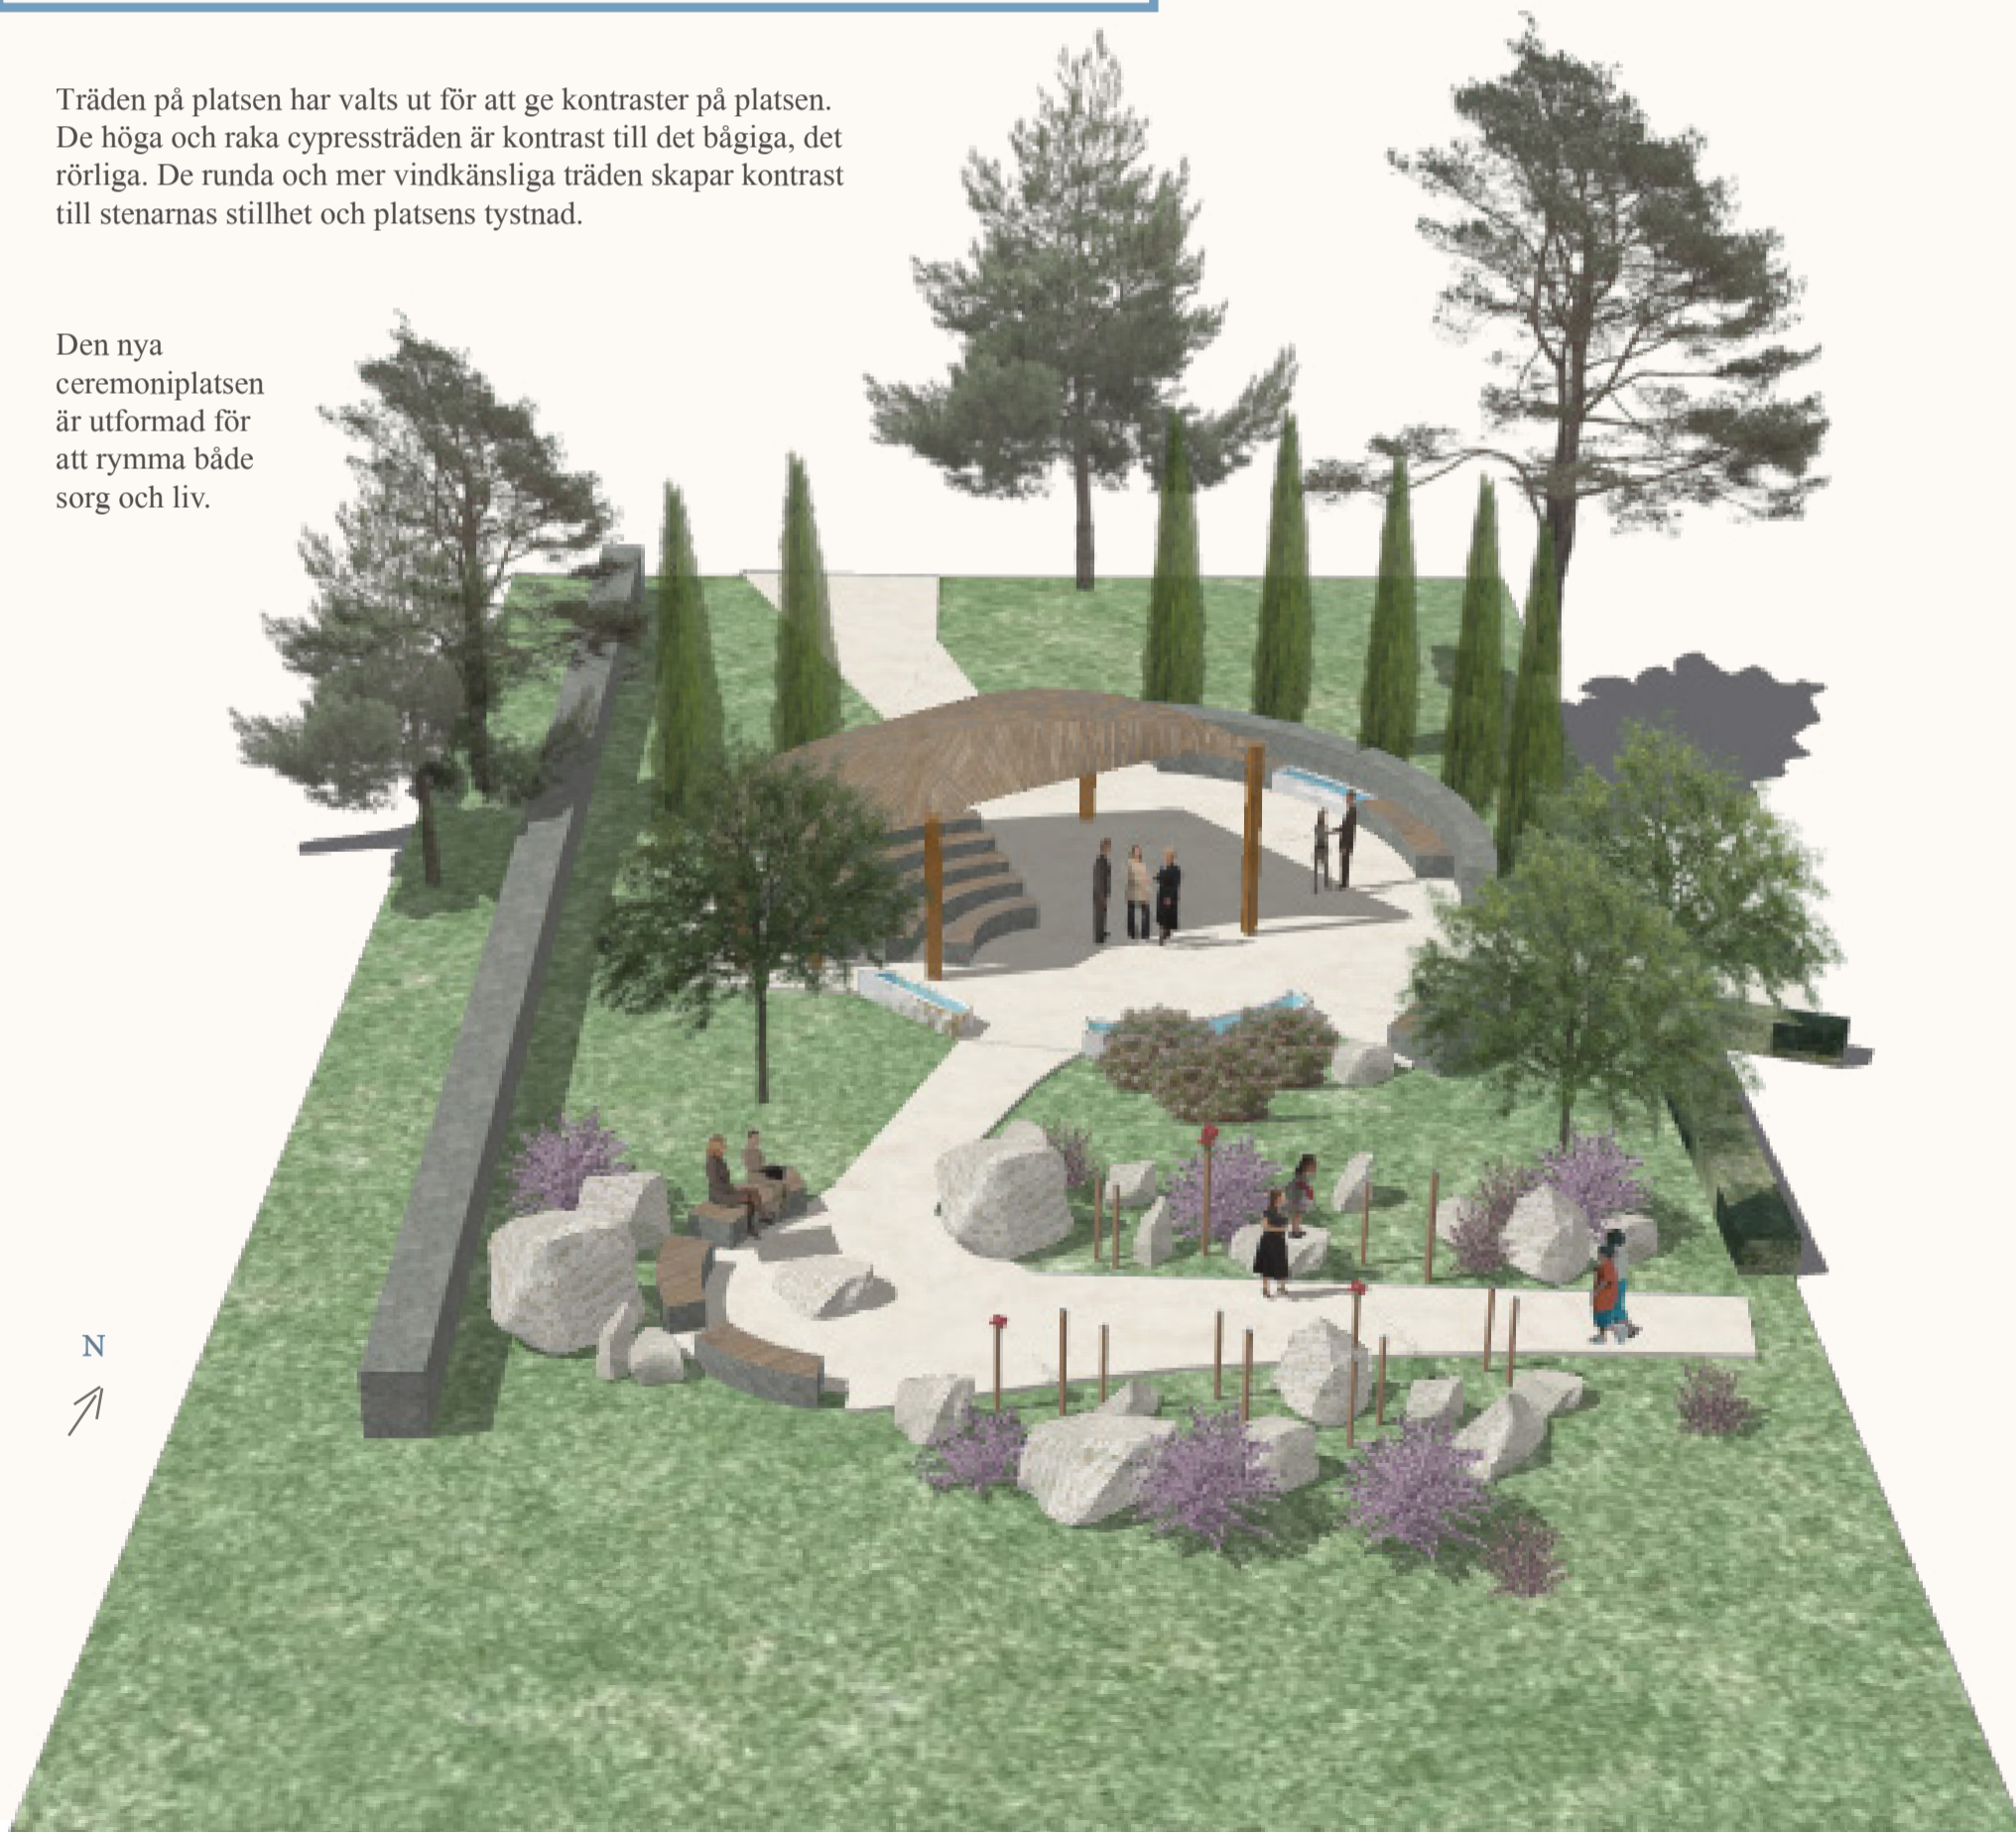 Träden på platsen har valts ut för att ge kontraster på platsen.
De höga och raka cypressträden är kontrast till det bågiga, det
rörliga. De runda och mer vindkänsliga träden skapar kontrast
till stenarnas stillhet och platsens tystnad.
Den nya
ceremoniplatsen
är utformad för
att rymma både
sorg och liv.
N